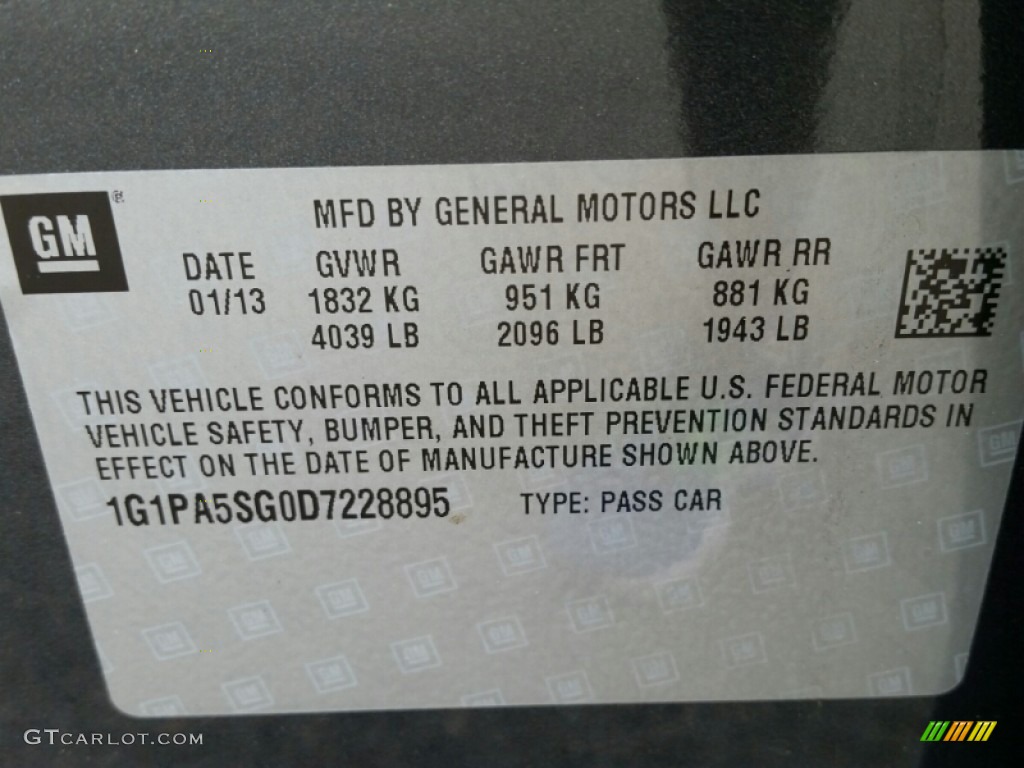 GM®
MFD BY GENERAL MOTORS LLC
DATE GVWR GAWR FRT GAWR RR
01/13 1832 KG 951 KG 881 KG
4039 LB 2096 LB 1943 LB
THIS VEHICLE CONFORMS TO ALL APPLICABLE U.S. FEDERAL MOTOR
VEHICLE SAFETY, BUMPER, AND THEFT PREVENTION STANDARDS IN
EFFECT ON THE DATE OF MANUFACTURE SHOWN ABOVE.
1G1PA5SG0D7228895 TYPE: PASS CAR
GTCARLOT.COM